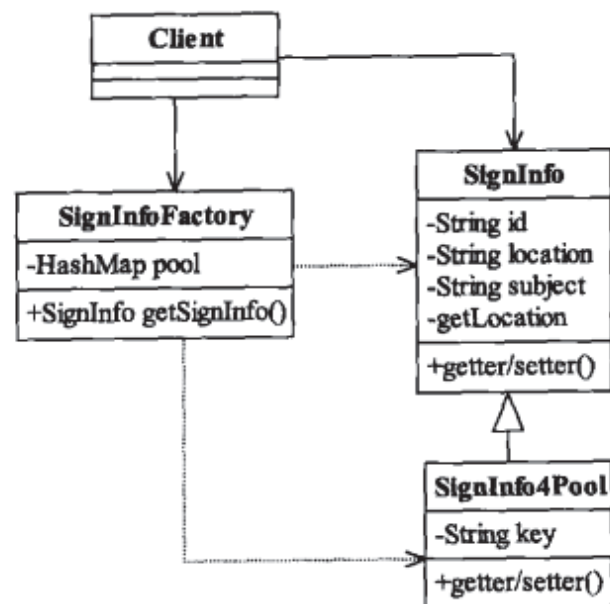 Client
SignInfo
-String id
-String location
-String subject
-getLocation
+getter/setter()
SignInfoFactory
-HashMap pool
+SignInfo getSignInfo()
SignInfo4Pool
-String key
+getter/setter()